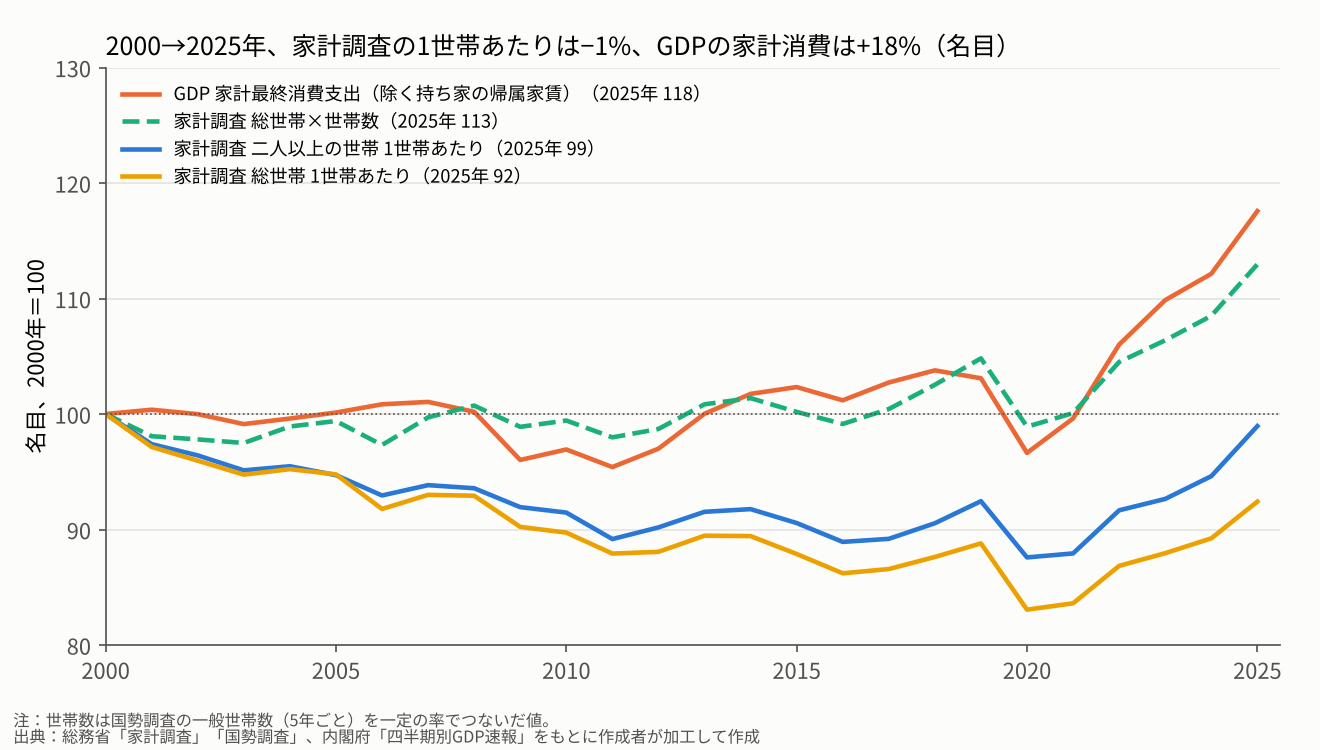 2000→2025年、家計調査の1世帯あたりは−1%、GDPの家計消費は+18%（名目）
130
GDP 家計最終消費支出（除く持ち家の帰属家賃）（2025年 118）
家計調査 総世帯×世帯数（2025年 113）
家計調査 二人以上の世帯 1世帯あたり（2025年 99）
家計調査 総世帯 1世帯あたり（2025年 92）
120
110
100
90
80
名目、2000年＝100
2000 2005 2010 2015 2020 2025
注：世帯数は国勢調査の一般世帯数（5年ごと）を一定の率でつないだ値。
出典：総務省「家計調査」「国勢調査」、内閣府「四半期別GDP速報」をもとに作成者が加工して作成